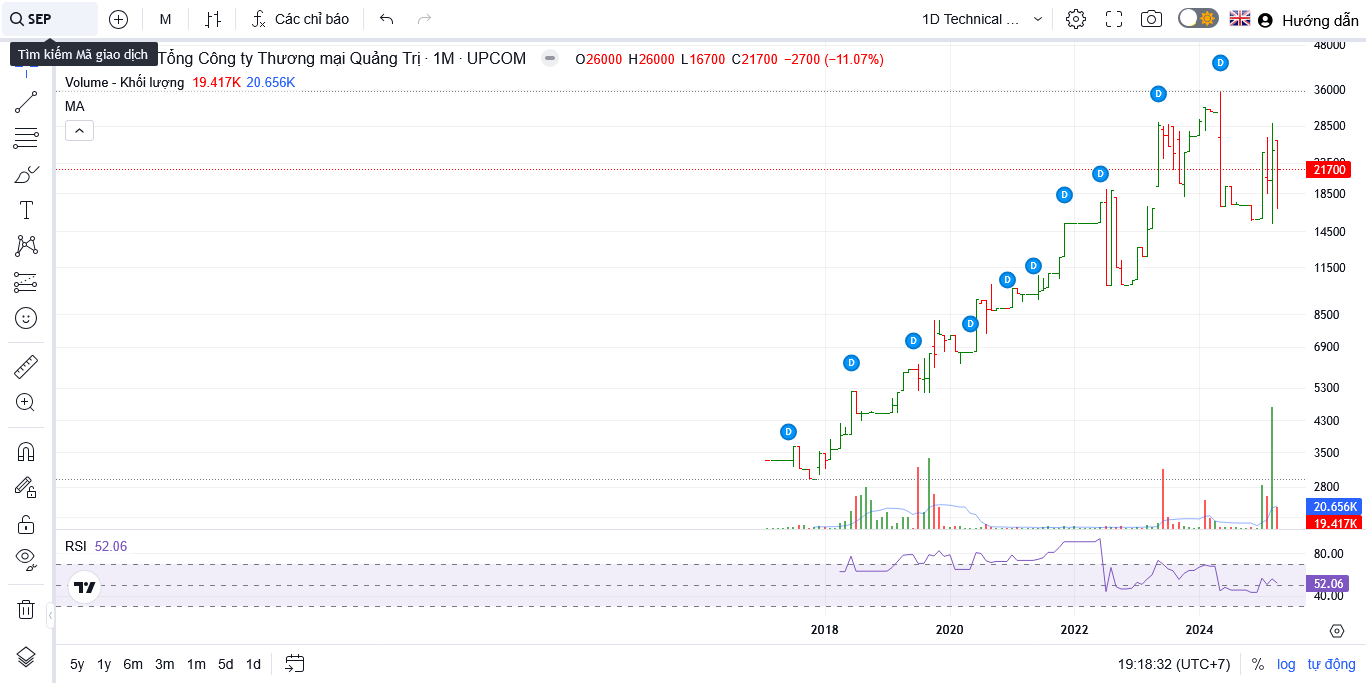 SEP M Các chỉ báo 1D Technical ... Hướng dẫn
Tìm kiếm Mã giao dịch
Tổng Công ty Thương mại Quảng Trị · 1M · UPCOM O26000 H26000 L16700 C21700 −2700 (−11.07%)
Volume - Khối lượng 19.417K 20.656K
MA
D
D
D
D
D
D
D
D
D
D
D
48000
36000
28500
21700
18500
14500
11500
8500
6900
5300
4300
3500
2800
20.656K
19.417K
RSI 52.06
80.00
52.06
40.00
2018 2020 2022 2024
5y 1y 6m 3m 1m 5d 1d 19:18:32 (UTC+7) % log tự động